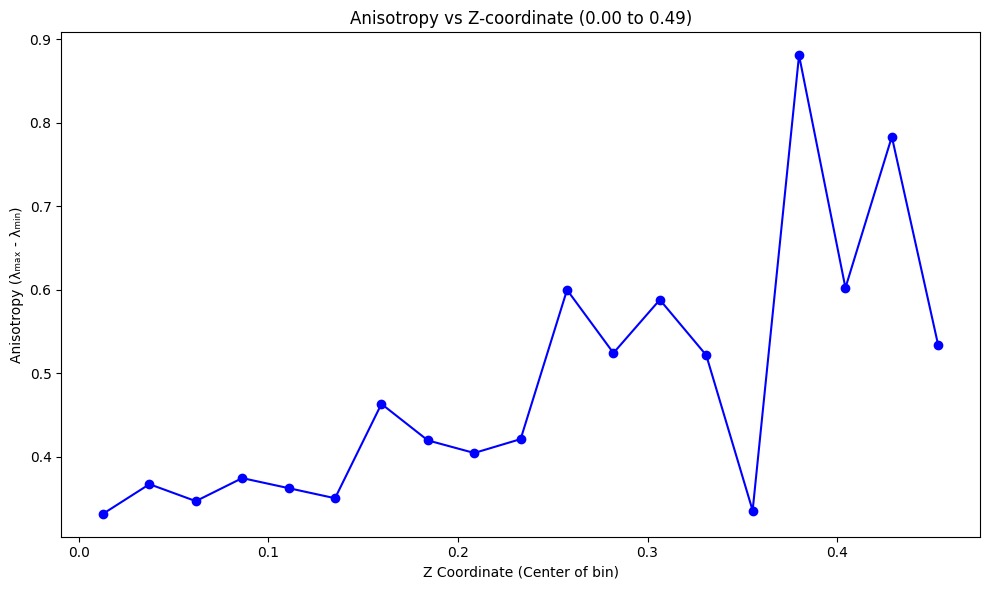 Anisotropy vs Z-coordinate (0.00 to 0.49)
Anisotropy (λₘₐₓ - λₘᵢₙ)
0.9
0.8
0.7
0.6
0.5
0.4
0.0 0.1 0.2 0.3 0.4
Z Coordinate (Center of bin)